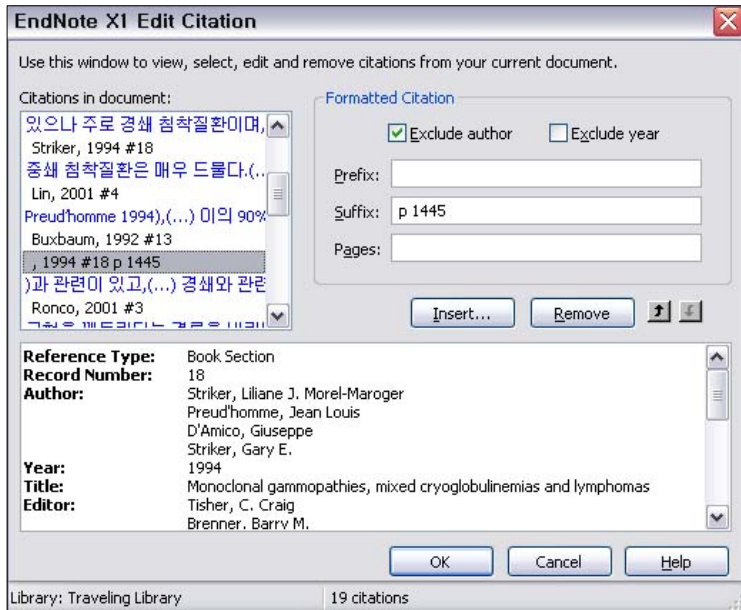 EndNote X1 Edit Citation
Use this window to view, select, edit and remove citations from your current document.
Citations in document:
있으나 주로 경쇄 침착질환이며,
Striker, 1994 #18
중쇄 침착질환은 매우 드물다.(..
Lin, 2001 #4
Preud'homme 1994),(...) 이의 90%
Buxbaum, 1992 #13
, 1994 #18 p 1445
)과 관련이 있고,(...) 경쇄와 관련
Ronco, 2001 #3
Formatted Citation
Exclude author
Exclude year
Prefix:
Suffix: p 1445
Pages:
Insert...
Remove
Reference Type: Book Section
Record Number: 18
Author: Striker, Liliane J. Morel-Maroger
Preud'homme, Jean Louis
D'Amico, Giuseppe
Striker, Gary E.
Year: 1994
Title: Monoclonal gammopathies, mixed cryoglobulinemias and lymphomas
Editor: Tisher, C. Craig
Brenner, Barry M.
OK
Cancel
Help
Library: Traveling Library
19 citations